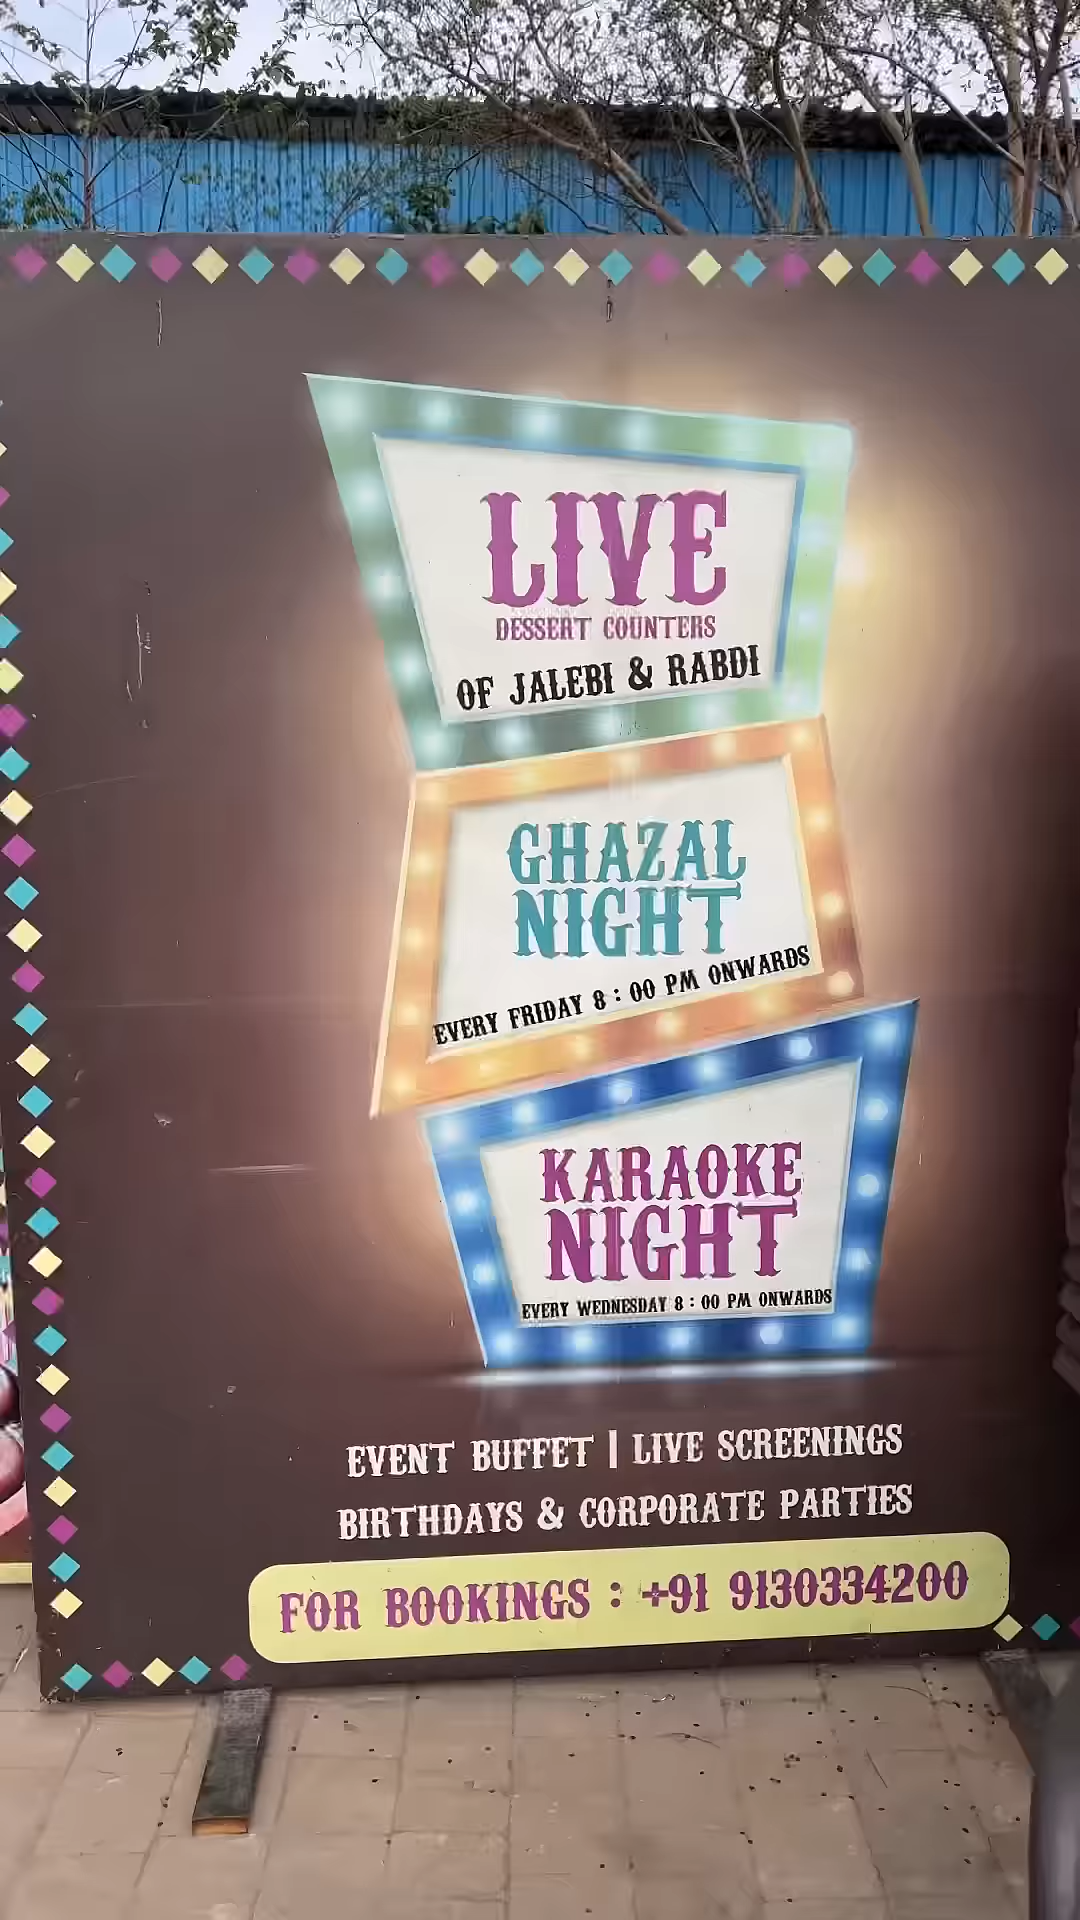 LIVE
DESSERT COUNTERS
OF JALEBI & RABDI
GHAZAL
NIGHT
EVERY FRIDAY 8 : 00 PM ONWARDS
KARAOKE
NIGHT
EVERY WEDNESDAY 8 : 00 PM ONWARDS
EVENT BUFFET | LIVE SCREENINGS
BIRTHDAYS & CORPORATE PARTIES
FOR BOOKINGS : +91 9130334200